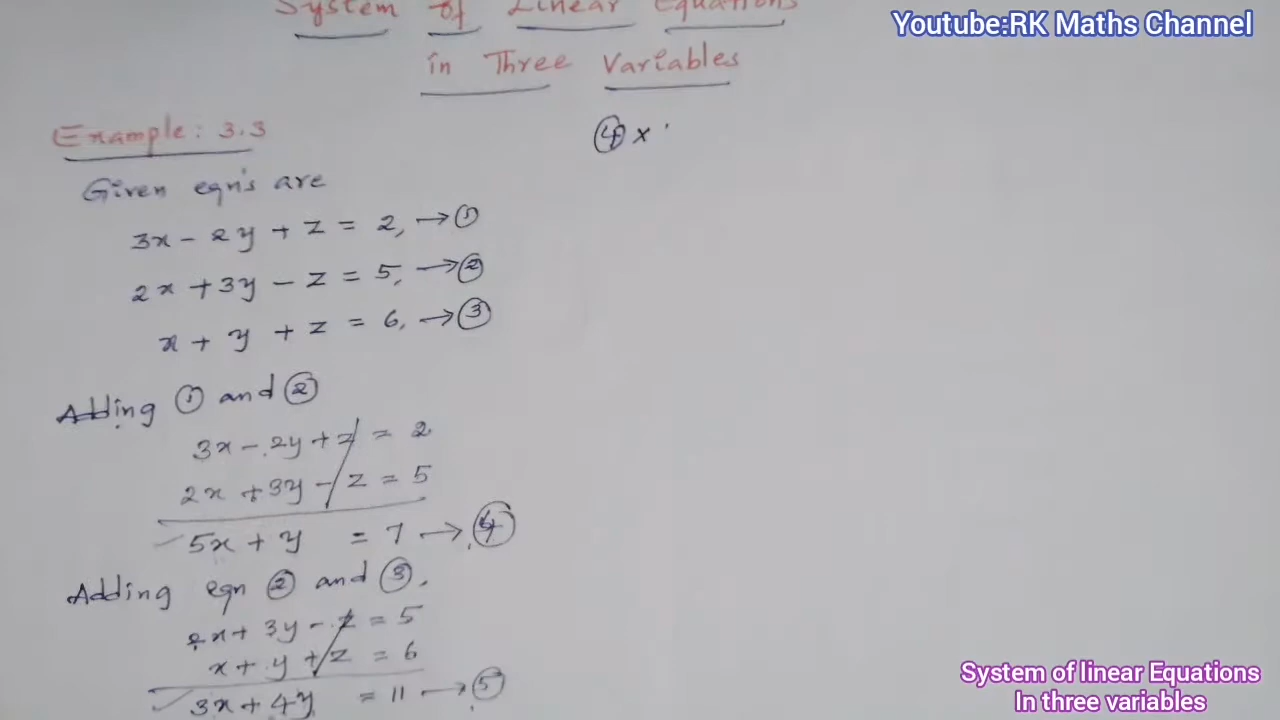 System of Linear Equations
Youtube:RK Maths Channel
in Three Variables
Example: 3.3
④ ×
Given eqn's are
3x - 2y + z = 2, → ①
2x + 3y - z = 5, → ②
x + y + z = 6, → ③
Adding ① and ②
3x - 2y + z = 2
2x + 3y - z = 5
5x + y = 7 → ④
Adding eqn ② and ③,
2x + 3y - z = 5
x + y + z = 6
3x + 4y = 11 → ⑤
System of linear Equations
In three variables